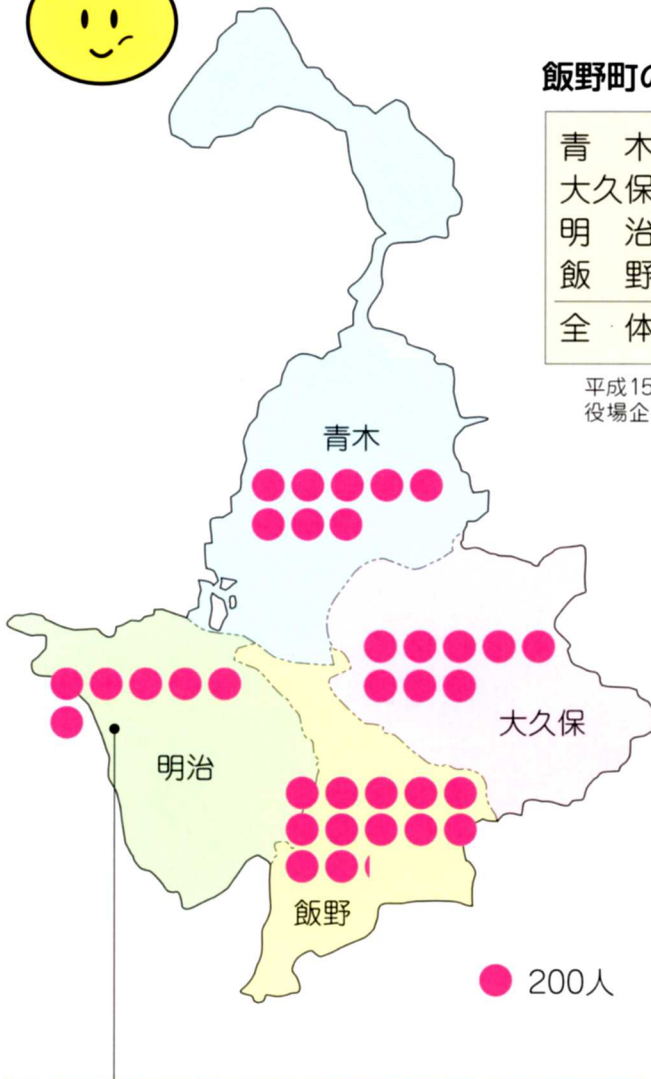 飯野町の
青 木
大久保
明 治
飯 野
全 体
平成15
役場企
青木
大久保
明治
飯野
200人